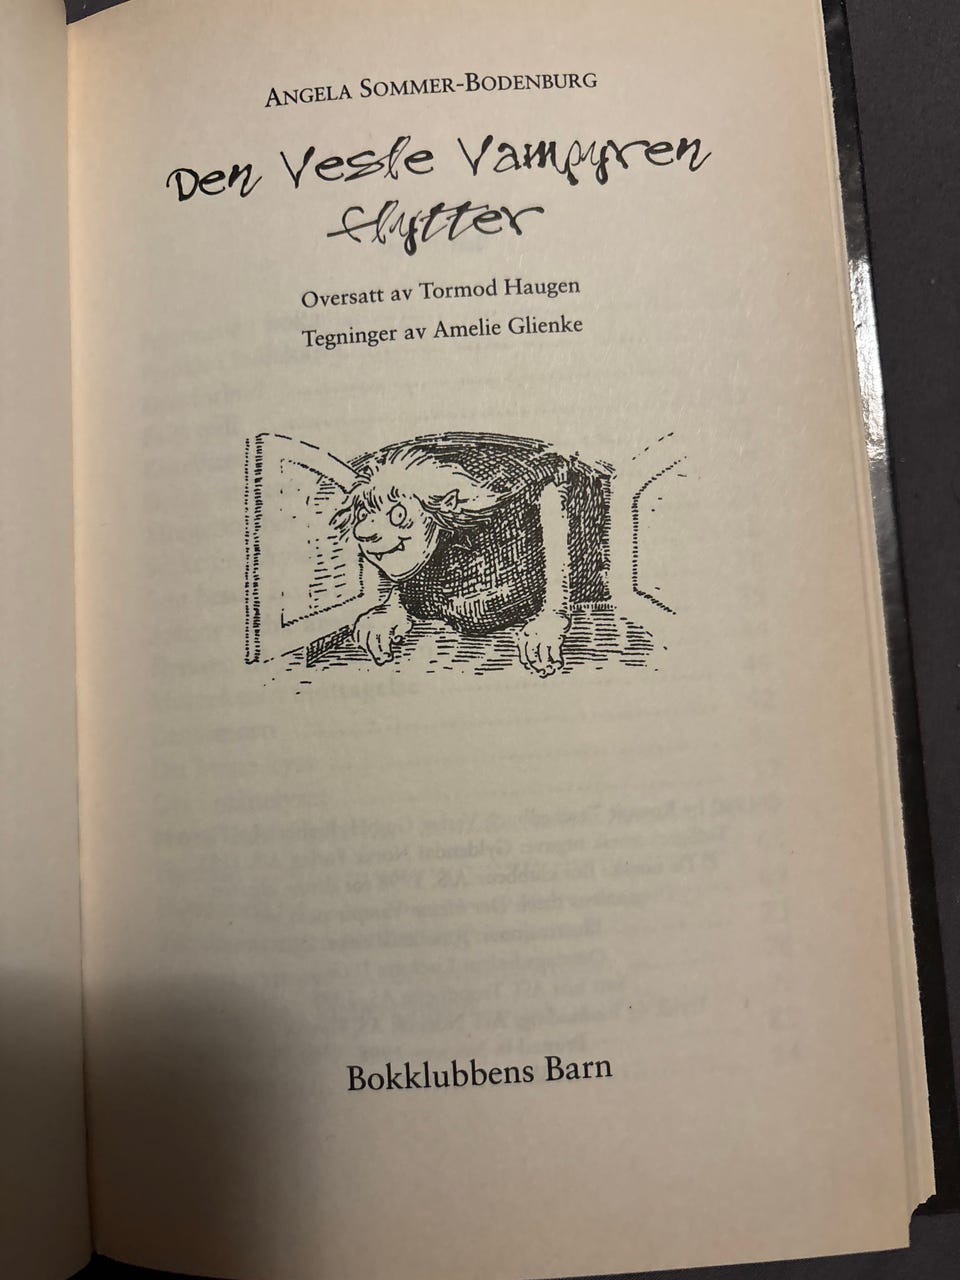 ANGELA SOMMER-BODENBURG
Den Vesle Vampyren
flytter
Oversatt av Tormod Haugen
Tegninger av Amelie Glienke
Bokklubbens Barn